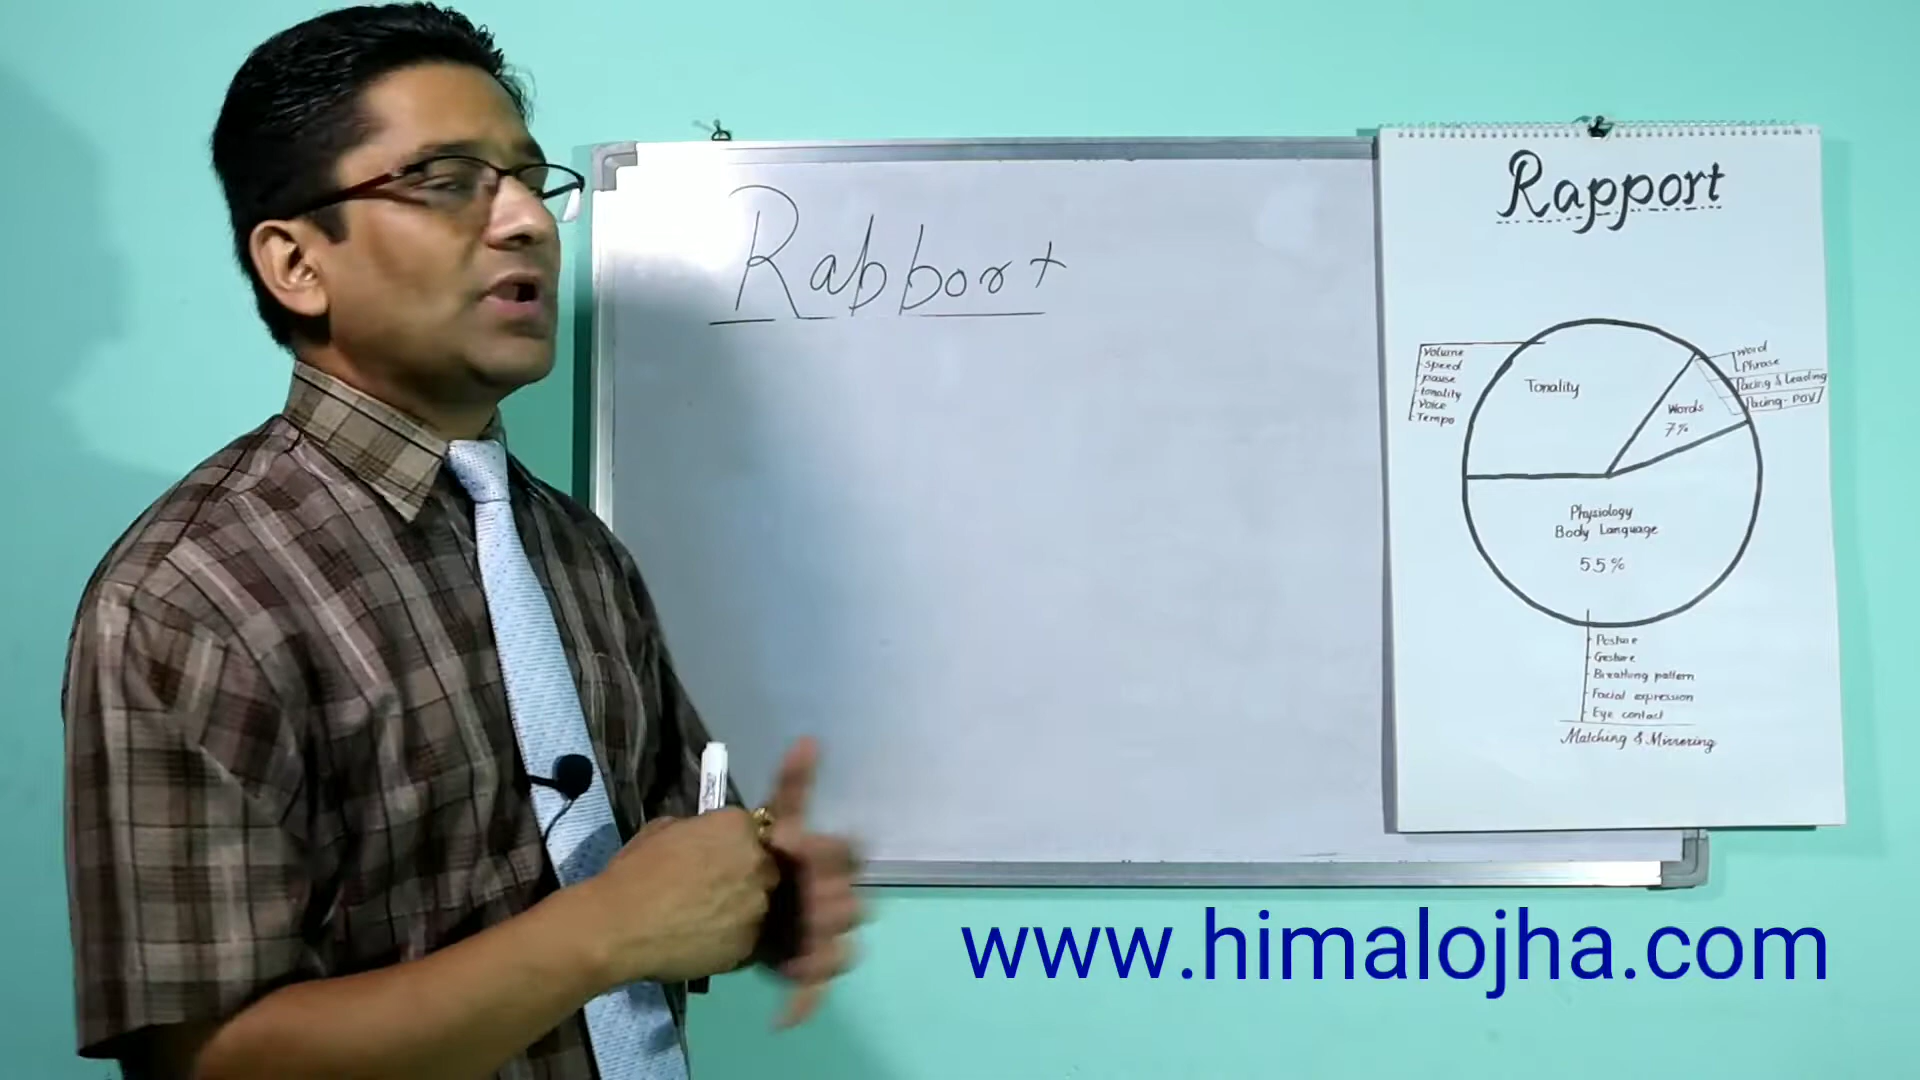 Rapport
Rapport
Volume
Speed
pause
tonality
Voice
Tempo
Tonality
Word
Phrase
Pacing & Leading
Pacing - POV
Words
7%
Physiology
Body Language
55%
Posture
Gesture
Breathing pattern
Facial expression
Eye contact
Matching & Mirroring
www.himalojha.com